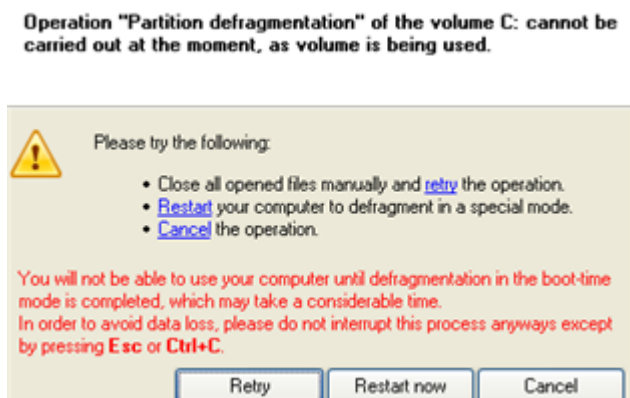 Operation "Partition defragmentation" of the volume C: cannot be
carried out at the moment, as volume is being used.
Please try the following:
• Close all opened files manually and retry the operation.
• Restart your computer to defragment in a special mode.
• Cancel the operation.
You will not be able to use your computer until defragmentation in the boot-time
mode is completed, which may take a considerable time.
In order to avoid data loss, please do not interrupt this process anyways except
by pressing Esc or Ctrl+C.
Retry Restart now Cancel